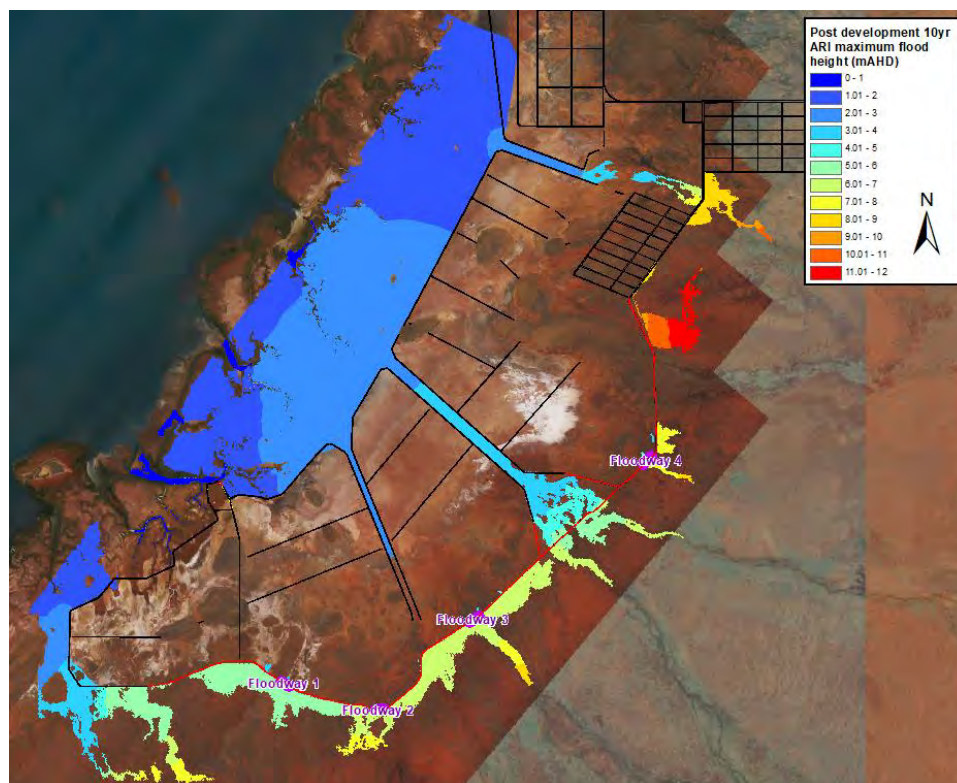 Post development 10yr
ARI maximum flood
height (mAHD)
0 - 1
1.01 - 2
2.01 - 3
3.01 - 4
4.01 - 5
5.01 - 6
6.01 - 7
7.01 - 8
8.01 - 9
9.01 - 10
10.01 - 11
11.01 - 12
N
Floodway 4
Floodway 3
Floodway 1
Floodway 2